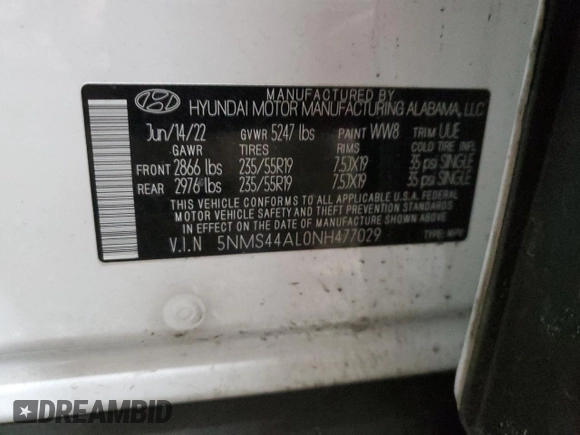 MANUFACTURED BY
HYUNDAI MOTOR MANUFACTURING ALABAMA, LLC
Jun/14/22 GVWR 5247 lbs PAINT WW8 TRIM UUE
GAWR TIRES RIMS COLD TIRE INFL.
FRONT 2866 lbs 235/55R19 7.5JX19 35 psi SINGLE
REAR 2976 lbs 235/55R19 7.5JX19 35 psi SINGLE
THIS VEHICLE CONFORMS TO ALL APPLICABLE U.S.A. FEDERAL
MOTOR VEHICLE SAFETY AND THEFT PREVENTION STANDARDS
IN EFFECT ON THE DATE OF MANUFACTURE SHOWN ABOVE.
V.I.N 5NMS44AL0NH477029 TYPE: MPV
DREAMBID